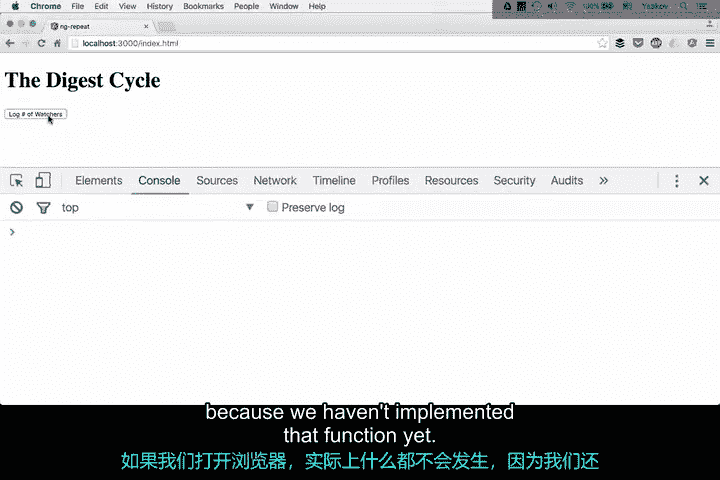 Chrome File Edit View History Bookmarks People Window Help 100% Yaakov
ng-repeat
localhost:3000/index.html
The Digest Cycle
Log # of Watchers
Elements Console Sources Network Timeline Profiles Resources Security Audits »
top Preserve log
>
because we haven't implemented
that function yet.
如果我们打开浏览器，实际上什么都不会发生，因为我们还